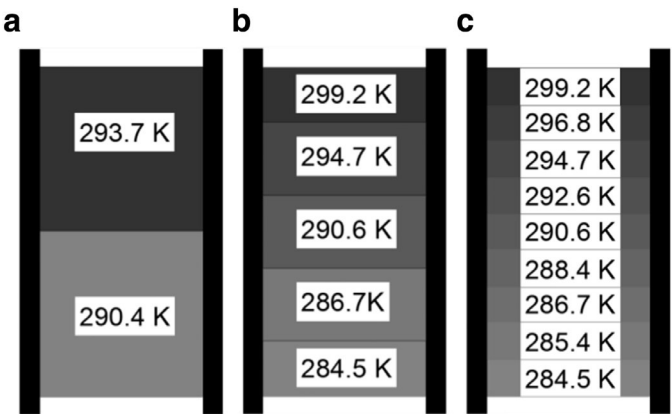 a
293.7 K
290.4 K
b
299.2 K
294.7 K
290.6 K
286.7K
284.5 K
c
299.2 K
296.8 K
294.7 K
292.6 K
290.6 K
288.4 K
286.7 K
285.4 K
284.5 K